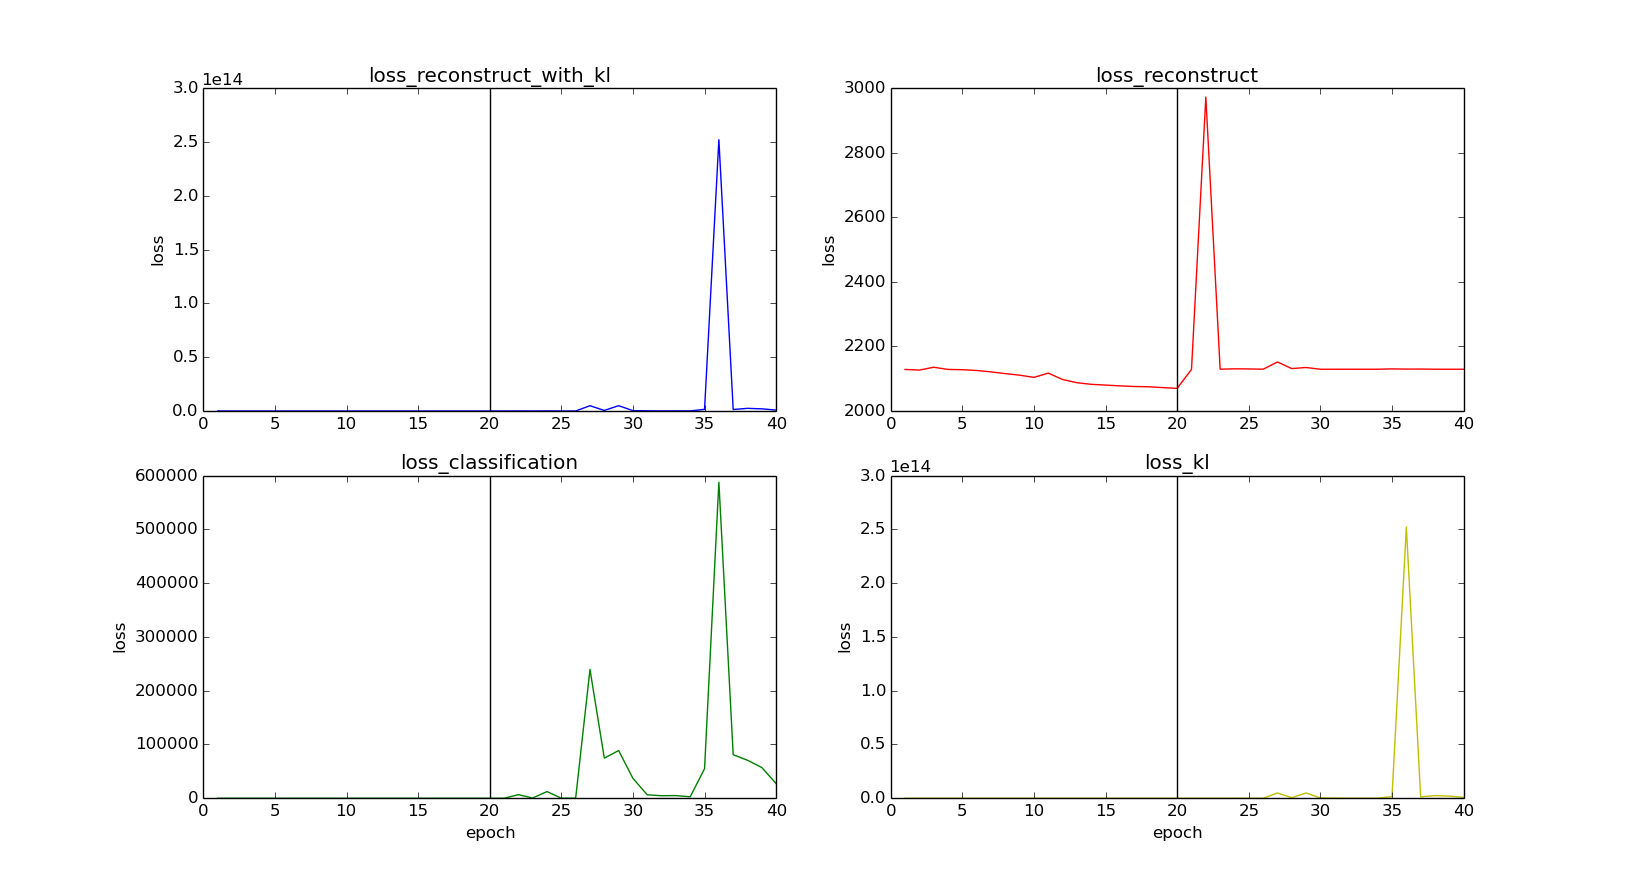 loss_reconstruct_with_kl
1e14
3.0
2.5
2.0
1.5
1.0
0.5
0.0
loss
0 5 10 15 20 25 30 35 40
loss_reconstruct
3000
2800
2600
2400
2200
2000
loss
0 5 10 15 20 25 30 35 40
loss_classification
600000
500000
400000
300000
200000
100000
0
loss
0 5 10 15 20 25 30 35 40
epoch
loss_kl
1e14
3.0
2.5
2.0
1.5
1.0
0.5
0.0
loss
0 5 10 15 20 25 30 35 40
epoch